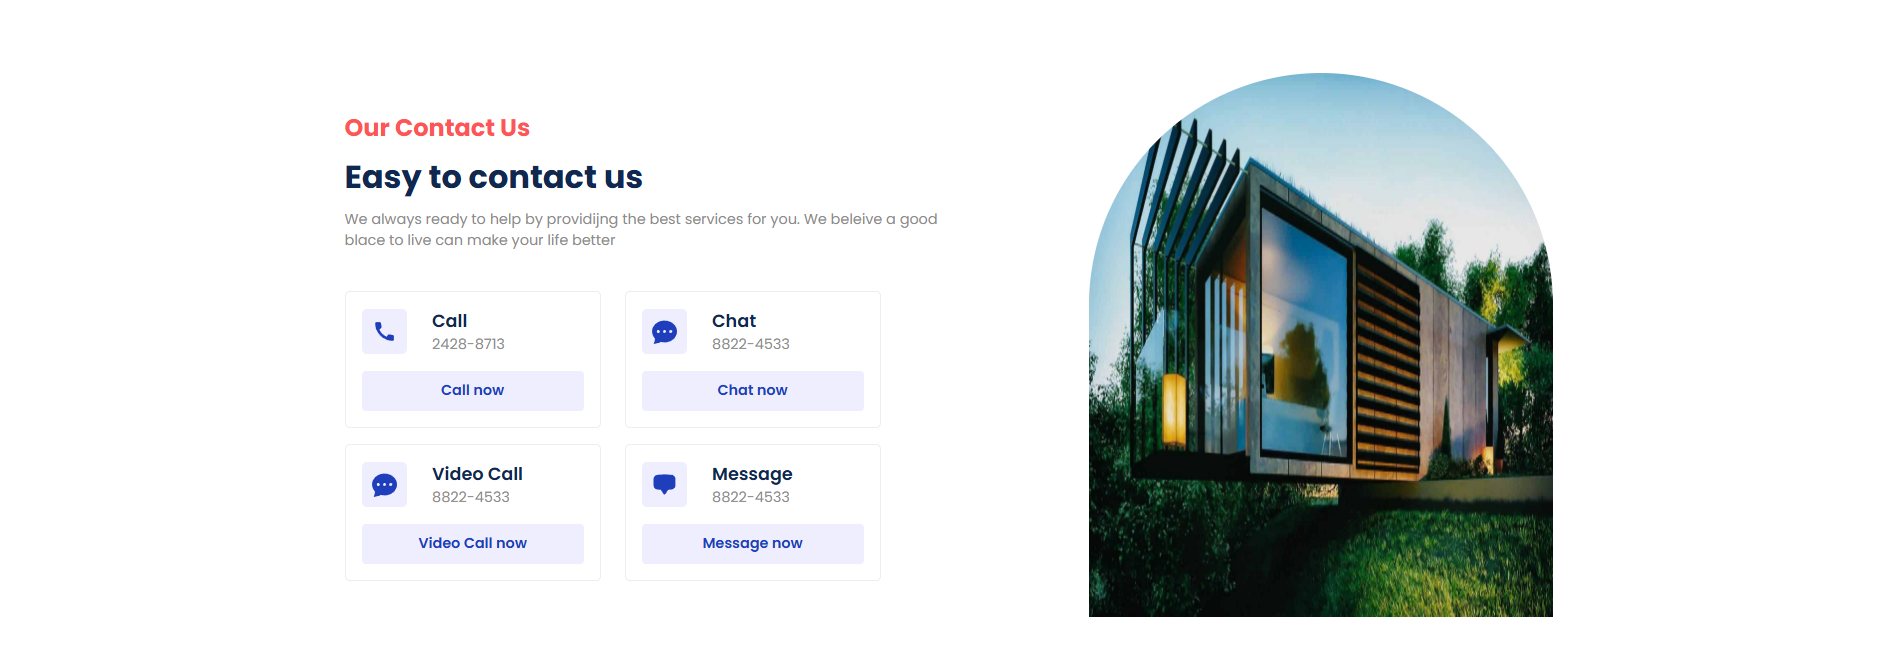 Our Contact Us
Easy to contact us
We always ready to help by providijng the best services for you. We beleive a good
blace to live can make your life better
Call
2428-8713
Call now
Chat
8822-4533
Chat now
Video Call
8822-4533
Video Call now
Message
8822-4533
Message now